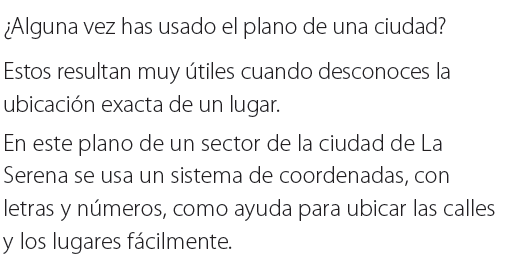 ¿Alguna vez has usado el plano de una ciudad?
Estos resultan muy útiles cuando desconoces la
ubicación exacta de un lugar.
En este plano de un sector de la ciudad de La
Serena se usa un sistema de coordenadas, con
letras y números, como ayuda para ubicar las calles
y los lugares fácilmente.